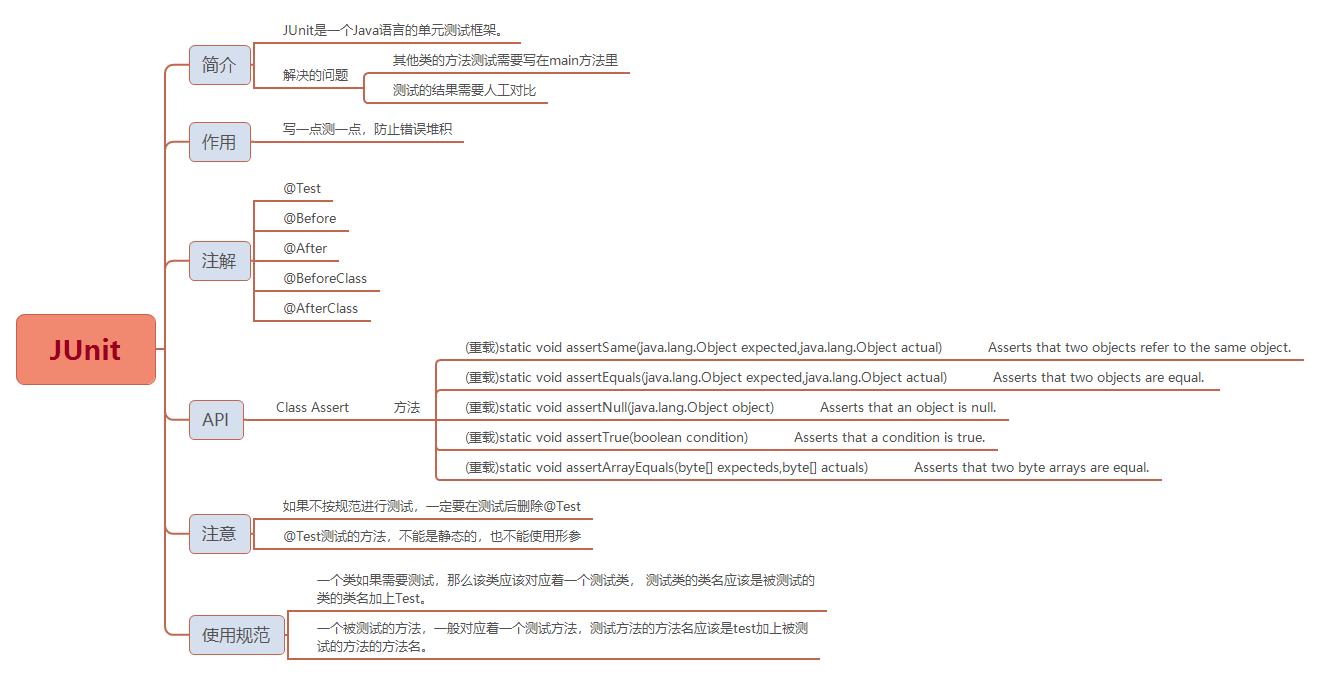 JUnit
简介
JUnit是一个Java语言的单元测试框架。
解决的问题
其他类的方法测试需要写在main方法里
测试的结果需要人工对比
作用
写一点测一点，防止错误堆积
注解
@Test
@Before
@After
@BeforeClass
@AfterClass
API
Class Assert
方法
(重载)static void assertSame(java.lang.Object expected,java.lang.Object actual) Asserts that two objects refer to the same object.
(重载)static void assertEquals(java.lang.Object expected,java.lang.Object actual) Asserts that two objects are equal.
(重载)static void assertNull(java.lang.Object object) Asserts that an object is null.
(重载)static void assertTrue(boolean condition) Asserts that a condition is true.
(重载)static void assertArrayEquals(byte[] expecteds,byte[] actuals) Asserts that two byte arrays are equal.
注意
如果不按规范进行测试，一定要在测试后删除@Test
@Test测试的方法，不能是静态的，也不能使用形参
使用规范
一个类如果需要测试，那么该类应该对应着一个测试类， 测试类的类名应该是被测试的
类的类名加上Test。
一个被测试的方法，一般对应着一个测试方法，测试方法的方法名应该是test加上被测
试的方法的方法名。